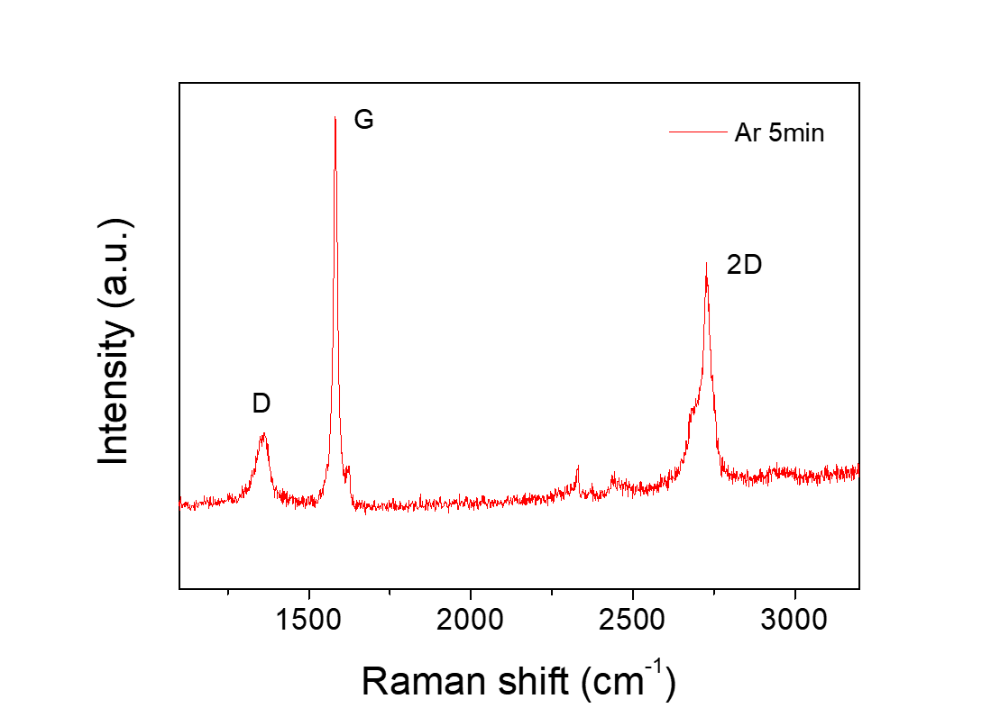 G
Ar 5min
2D
D
Intensity (a.u.)
1500 2000 2500 3000
Raman shift (cm⁻¹)